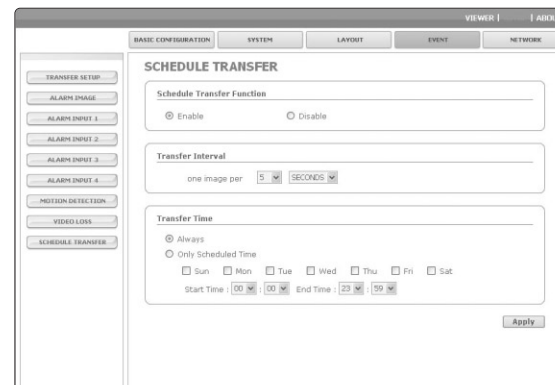 VIEWER | | ABO
BASIC CONFIGURATION SYSTEM LAYOUT EVENT NETWORK
SCHEDULE TRANSFER
TRANSFER SETUP
ALARM IMAGE
ALARM INPUT 1
ALARM INPUT 2
ALARM INPUT 3
ALARM INPUT 4
MOTION DETECTION
VIDEO LOSS
SCHEDULE TRANSFER
Schedule Transfer Function
Enable Disable
Transfer Interval
one image per 5 SECONDS
Transfer Time
Always
Only Scheduled Time
Sun Mon Tue Wed Thu Fri Sat
Start Time : 00 : 00 End Time : 23 : 59
Apply